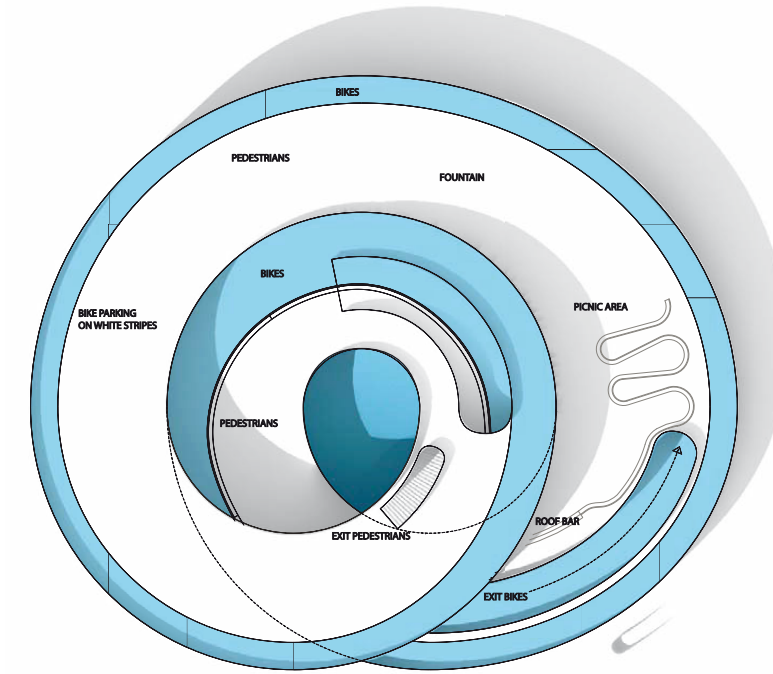 BIKES
PEDESTRIANS
FOUNTAIN
BIKES
BIKE PARKING
ON WHITE STRIPES
PICNIC AREA
PEDESTRIANS
ROOF BAR
EXIT PEDESTRIANS
EXIT BIKES